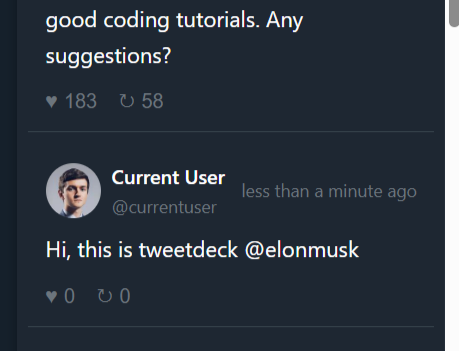 good coding tutorials. Any
suggestions?
♥ 183 ↻ 58
Current User
less than a minute ago
@currentuser
Hi, this is tweetdeck @elonmusk
♥ 0 ↻ 0